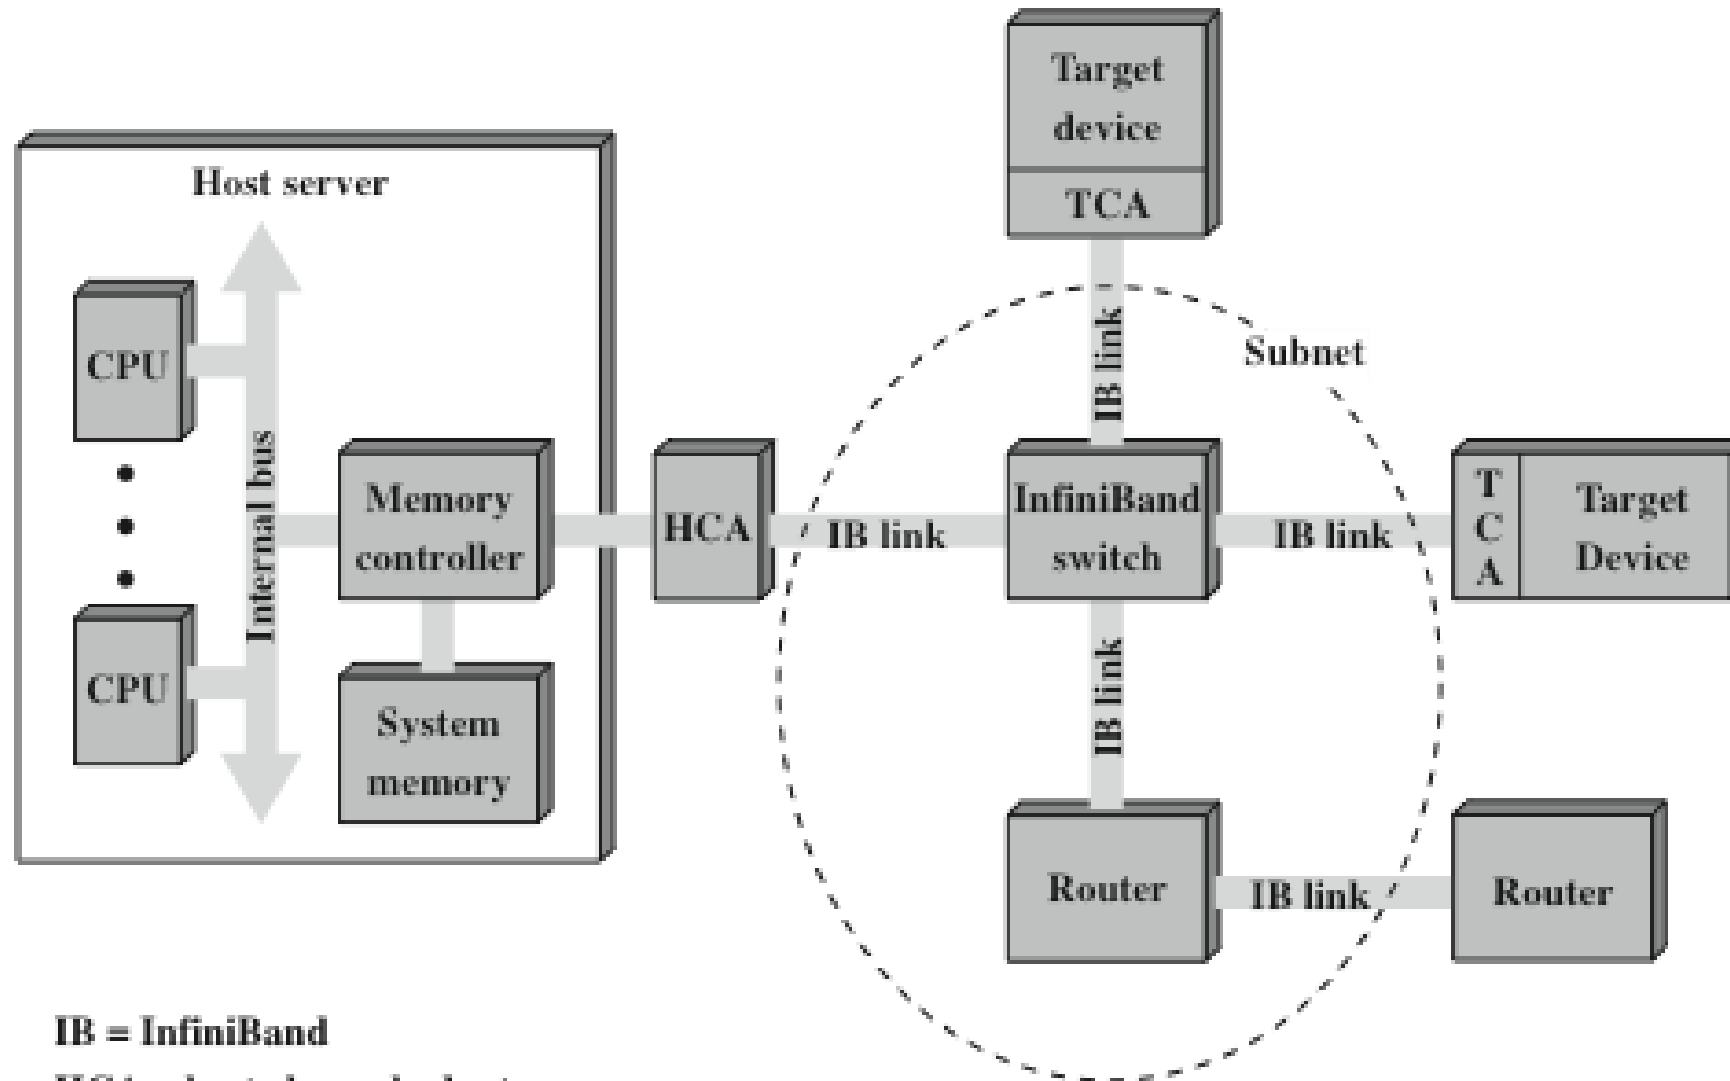 Target
device
TCA
Host server
CPU
Internal bus
CPU
Memory
controller
System
memory
HCA
IB link
IB link
Subnet
InfiniBand
switch
IB link
T
C
A
Target
Device
IB link
Router
IB link
Router
IB = InfiniBand